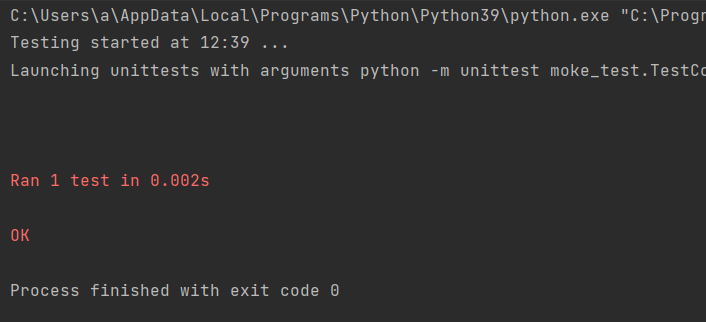 C:\Users\a\AppData\Local\Programs\Python\Python39\python.exe "C:\Progr
Testing started at 12:39 ...
Launching unittests with arguments python -m unittest moke_test.TestCo
Ran 1 test in 0.002s
OK
Process finished with exit code 0